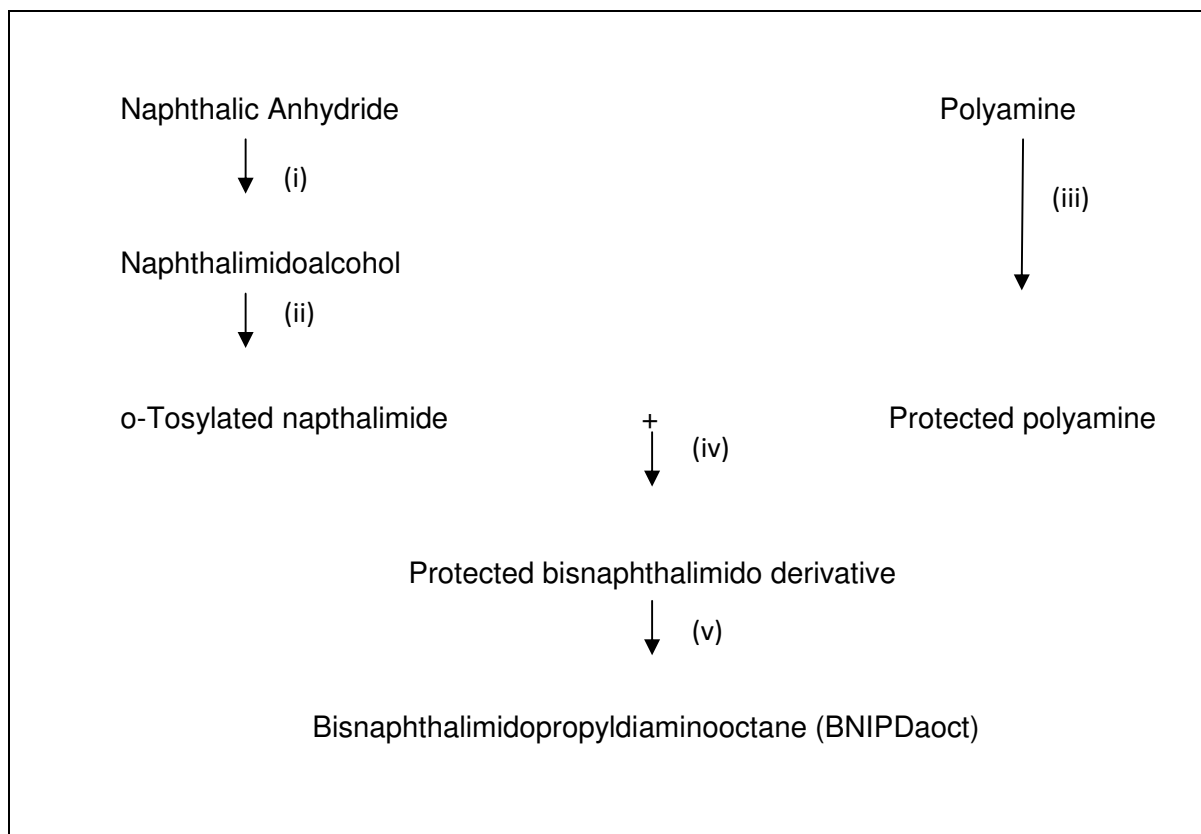 Naphthalic Anhydride Polyamine
(i)
(iii)
Naphthalimidoalcohol
(ii)
o-Tosylated napthalimide + Protected polyamine
(iv)
Protected bisnaphthalimido derivative
(v)
Bisnaphthalimidopropyldiaminooctane (BNIPDaoct)